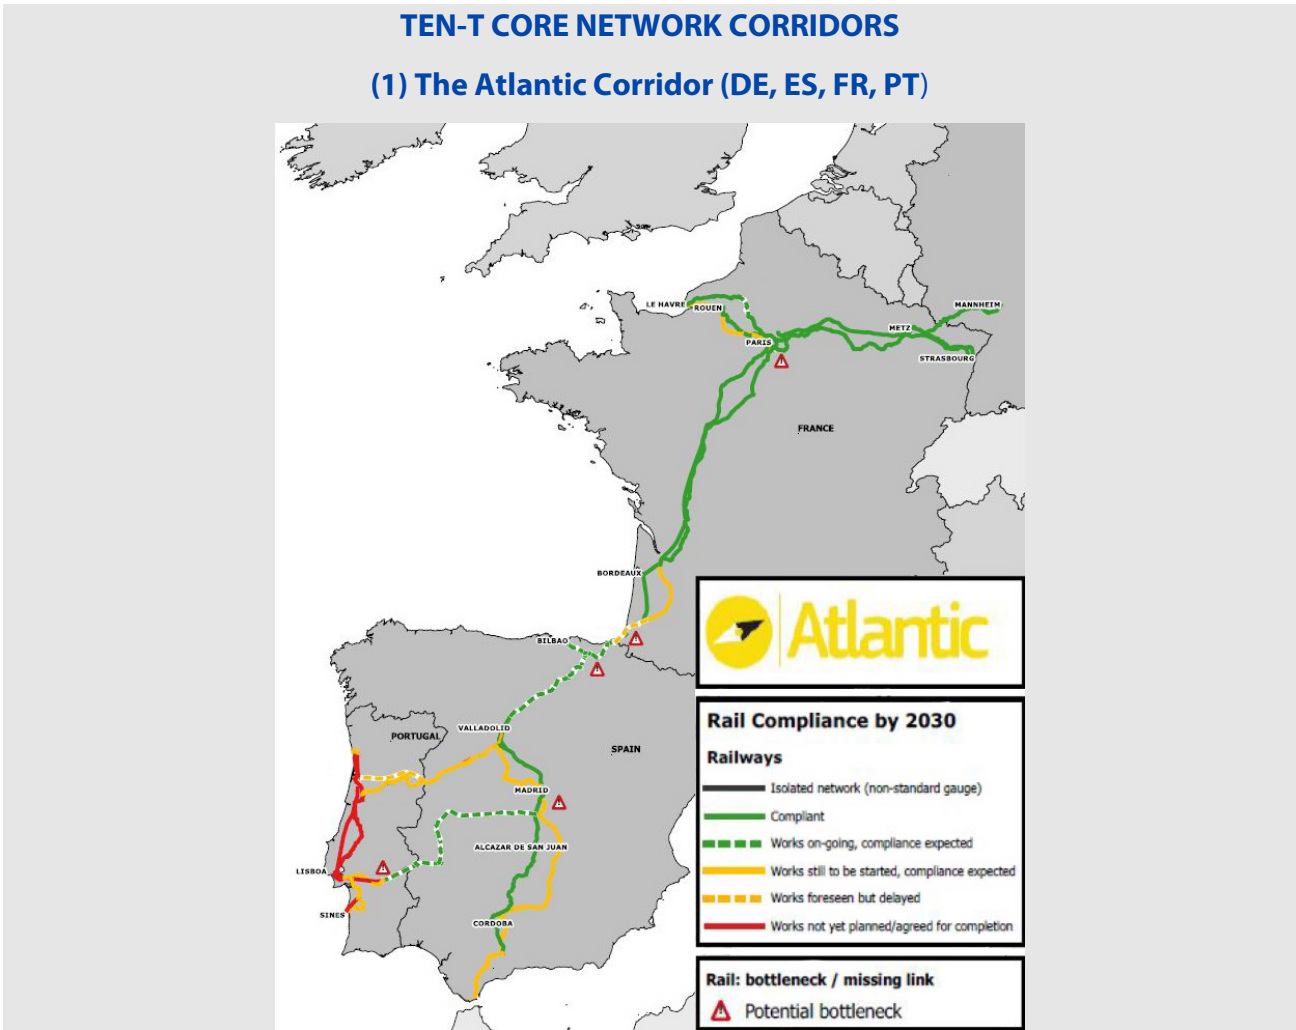 TEN-T CORE NETWORK CORRIDORS
(1) The Atlantic Corridor (DE, ES, FR, PT)
LE HAVRE
ROUEN
MANNHEIM
METZ
PARIS
STRASBOURG
FRANCE
BORDEAUX
Atlantic
BILBAO
VALLADOLID
PORTUGAL
SPAIN
MADRID
ALCAZAR DE SAN JUAN
LISBOA
SINES
CORDOBA
Rail Compliance by 2030
Railways
Isolated network (non-standard gauge)
Compliant
Works on-going, compliance expected
Works still to be started, compliance expected
Works foreseen but delayed
Works not yet planned/agreed for completion
Rail: bottleneck / missing link
Potential bottleneck